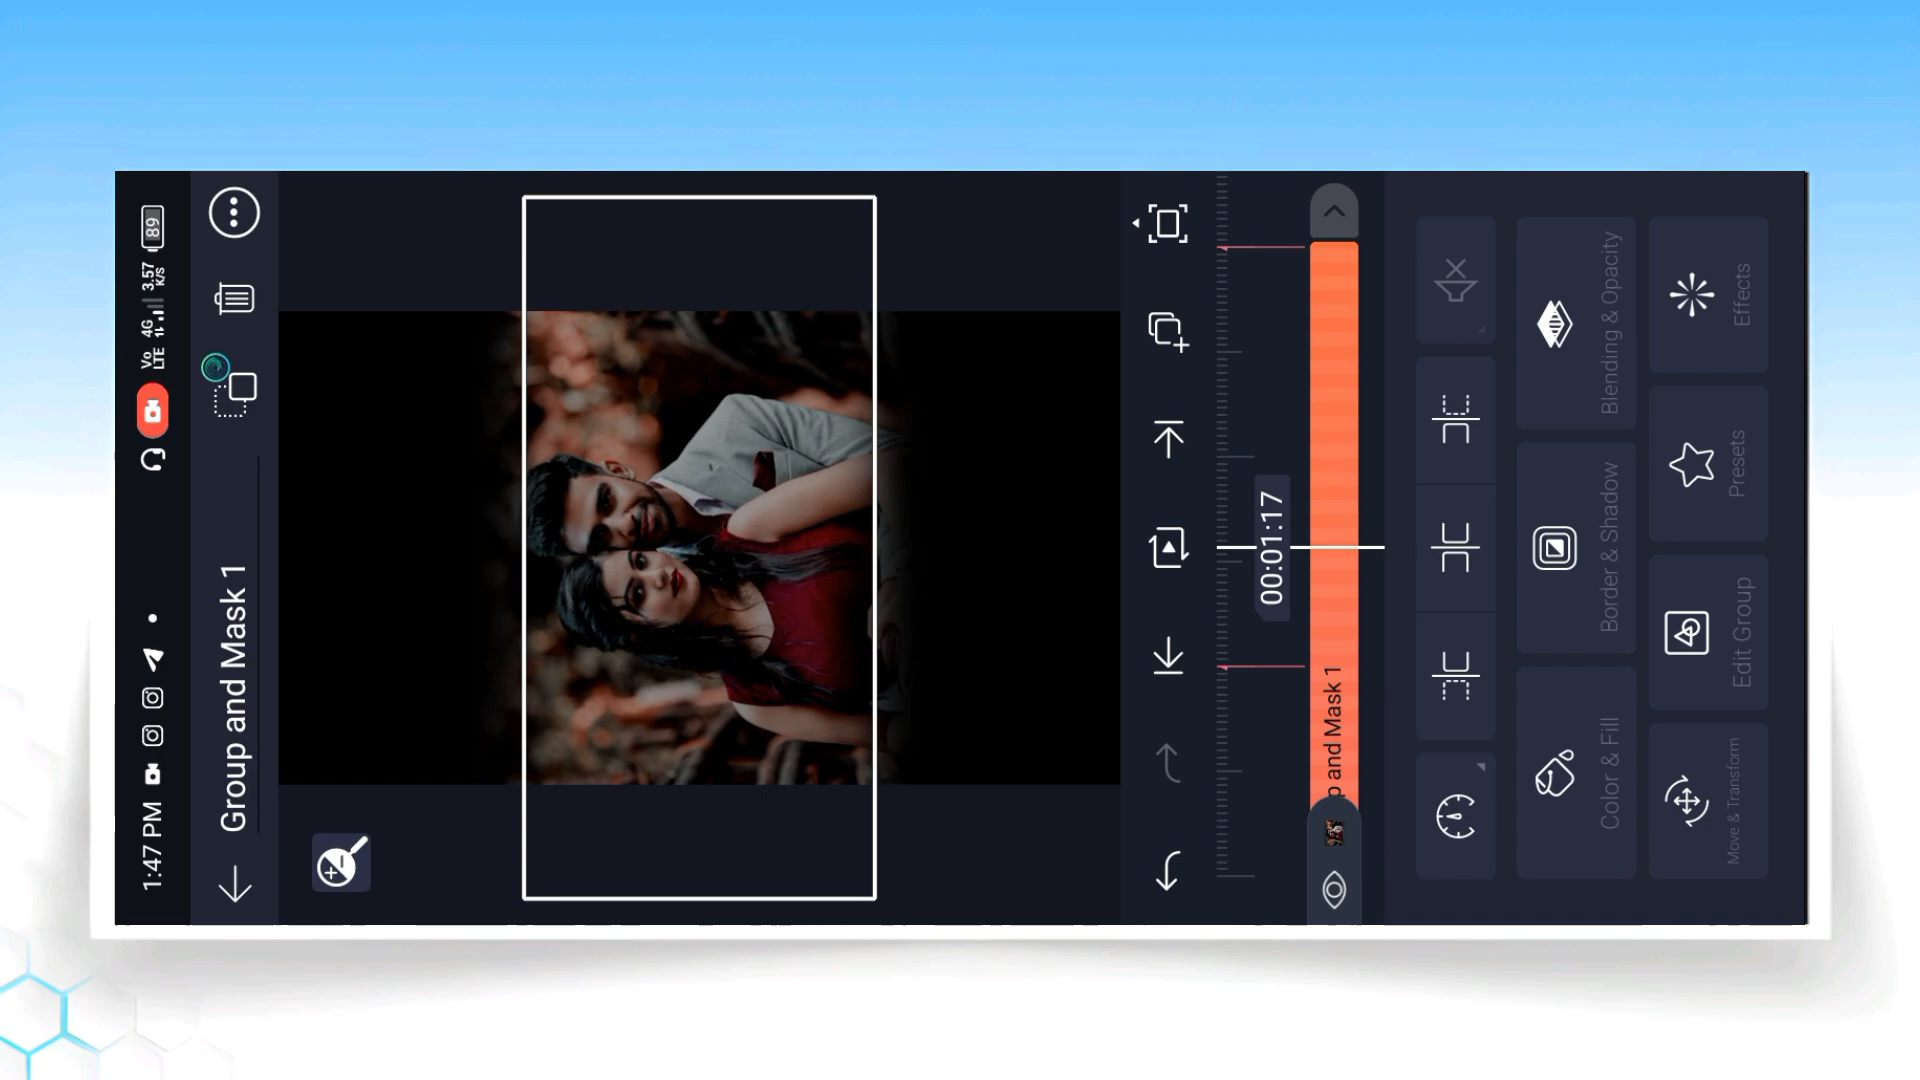 1:47 PM
Vo LTE 4G 3.57 K/S 89
Group and Mask 1
00:01:17
p and Mask 1
Color & Fill
Border & Shadow
Blending & Opacity
Move & Transform
Edit Group
Presets
Effects